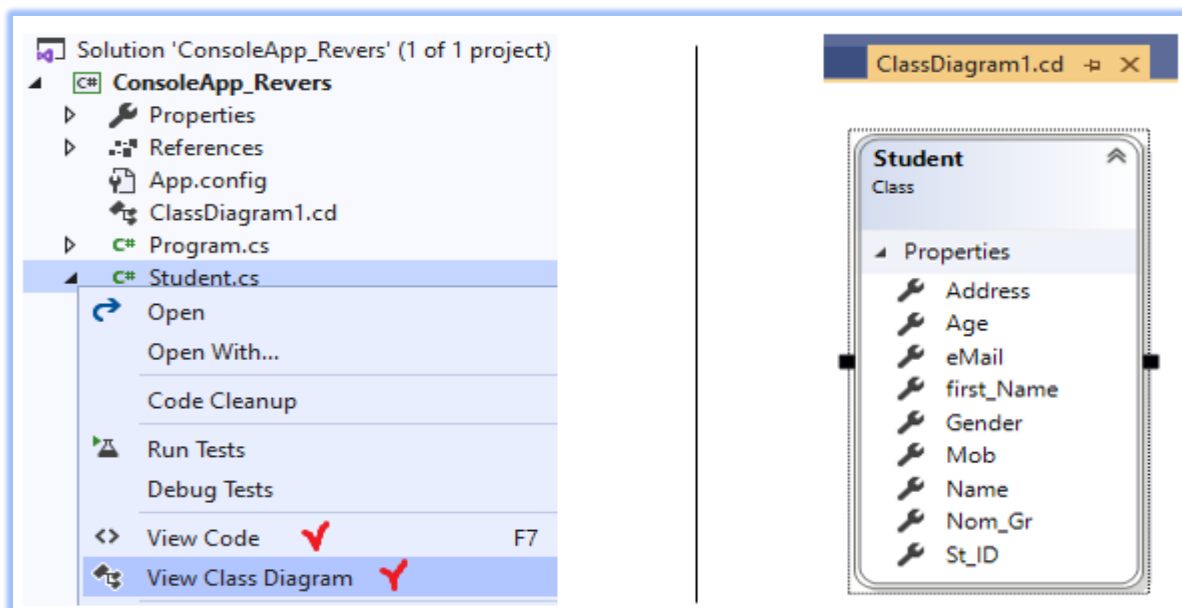 Solution 'ConsoleApp_Revers' (1 of 1 project)
C# ConsoleApp_Revers
Properties
References
App.config
ClassDiagram1.cd
C# Program.cs
C# Student.cs
Open
Open With...
Code Cleanup
Run Tests
Debug Tests
View Code F7
View Class Diagram
ClassDiagram1.cd
Student
Class
Properties
Address
Age
eMail
first_Name
Gender
Mob
Name
Nom_Gr
St_ID